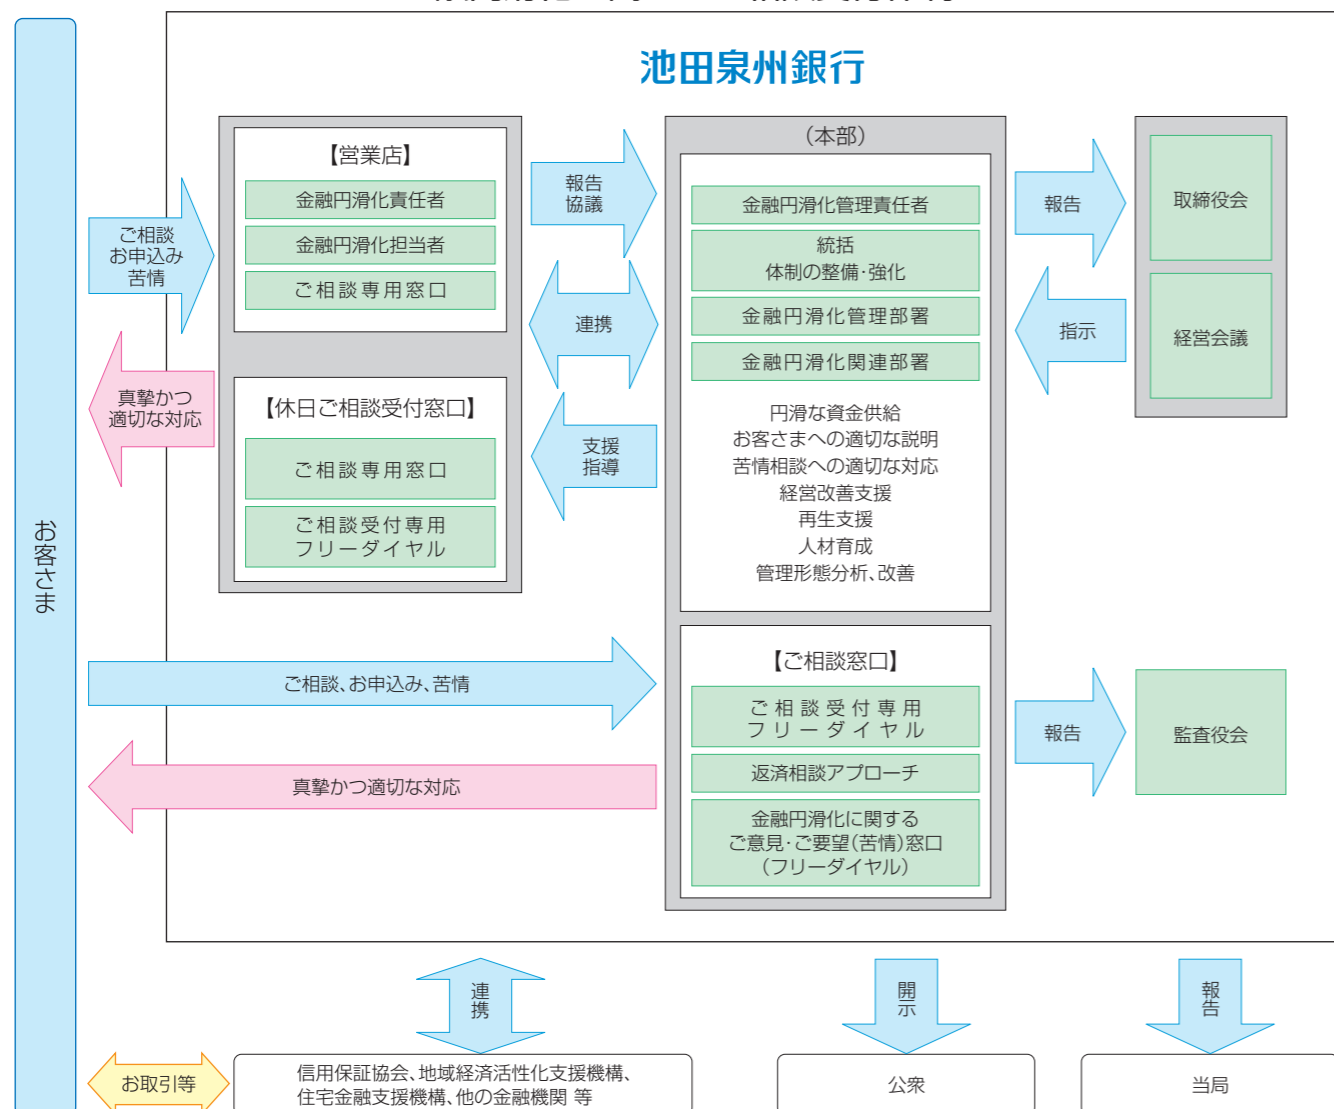 池田泉州銀行
お客さま
ご相談
お申込み
苦情
真摯かつ
適切な対応
【営業店】
金融円滑化責任者
金融円滑化担当者
ご相談専用窓口
【休日ご相談受付窓口】
ご相談専用窓口
ご相談受付専用
フリーダイヤル
報告
協議
連携
支援
指導
(本部)
金融円滑化管理責任者
統括
体制の整備・強化
金融円滑化管理部署
金融円滑化関連部署
円滑な資金供給
お客さまへの適切な説明
苦情相談への適切な対応
経営改善支援
再生支援
人材育成
管理形態分析、改善
報告
指示
取締役会
経営会議
ご相談、お申込み、苦情
真摯かつ適切な対応
【ご相談窓口】
ご相談受付専用
フリーダイヤル
返済相談アプローチ
金融円滑化に関する
ご意見・ご要望(苦情)窓口
(フリーダイヤル)
報告
監査役会
連携
開示
報告
お取引等
信用保証協会、地域経済活性化支援機構、
住宅金融支援機構、他の金融機関 等
公衆
当局